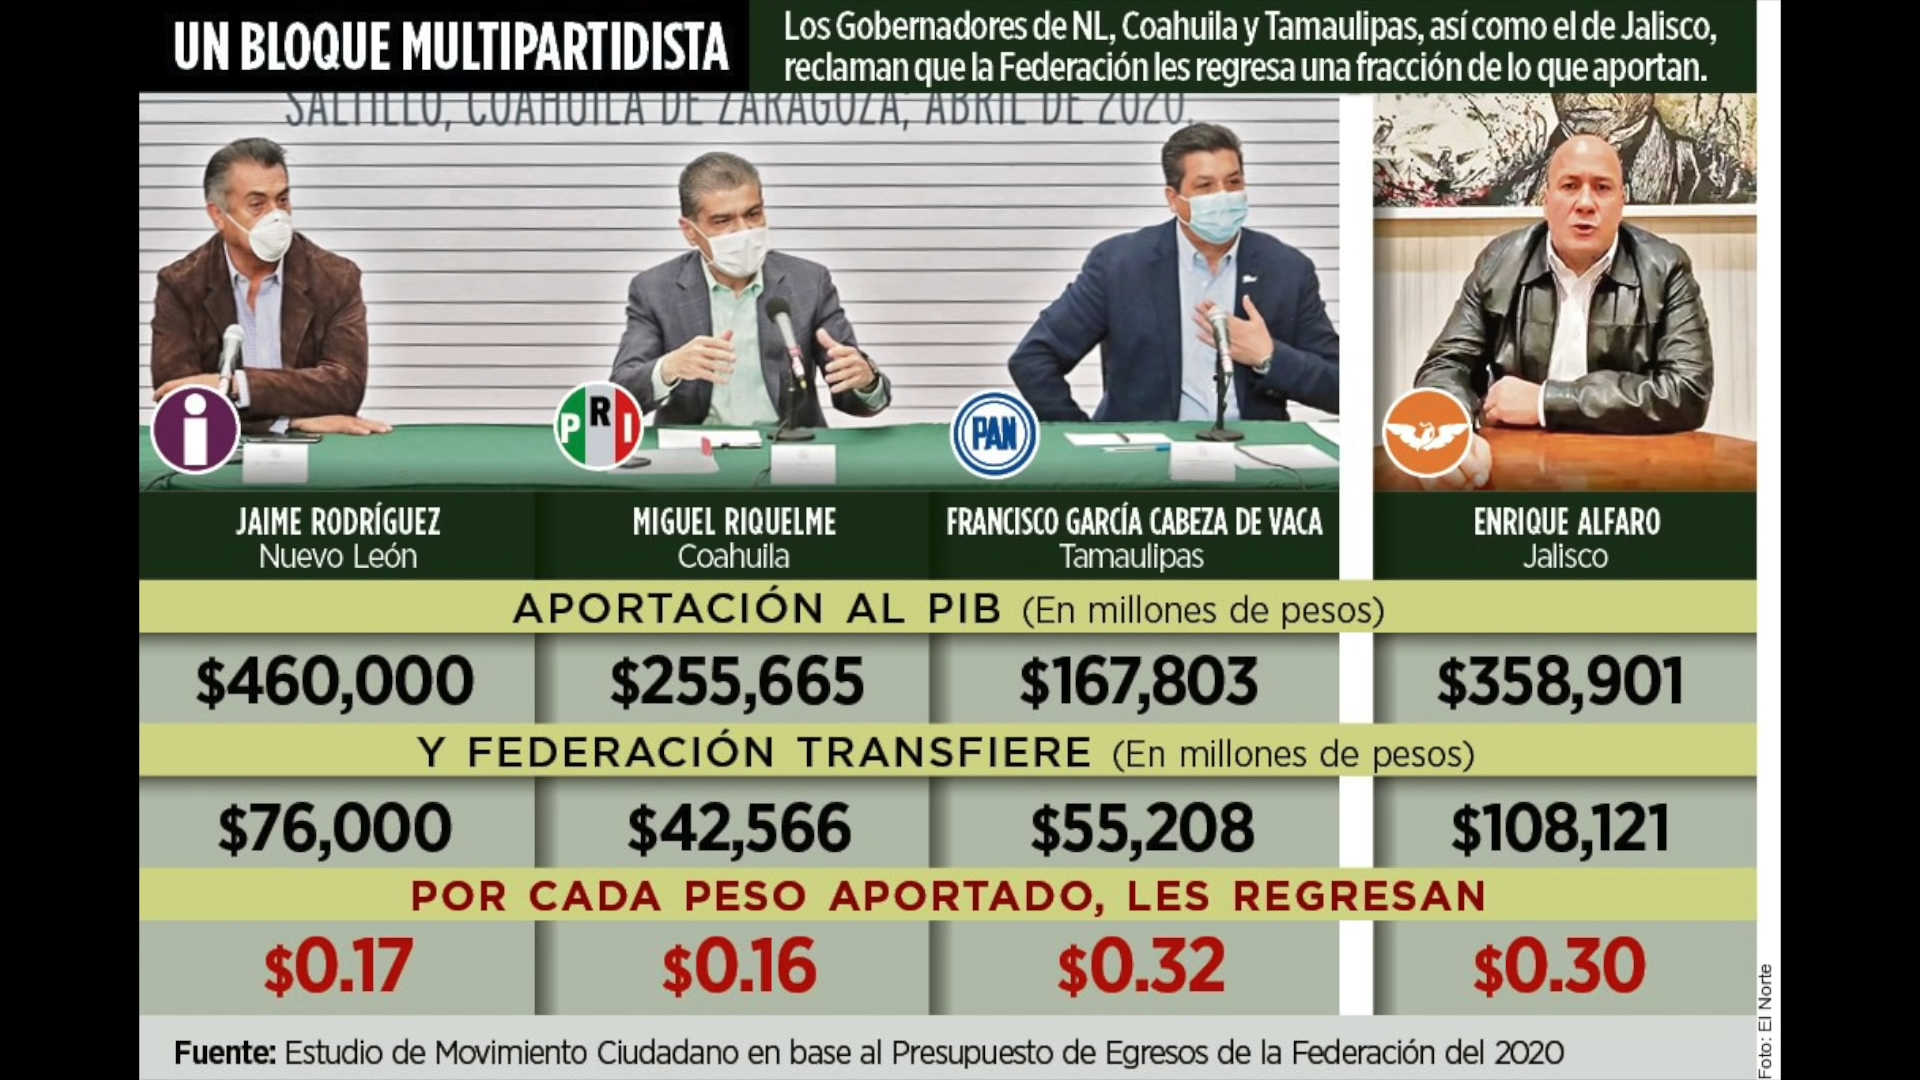 UN BLOQUE MULTIPARTIDISTA
Los Gobernadores de NL, Coahuila y Tamaulipas, así como el de Jalisco,
reclaman que la Federación les regresa una fracción de lo que aportan.
SALTILLO, COAHUILA DE ZARAGOZA, ABRIL DE 2020.
i
PRI
PAN
JAIME RODRÍGUEZ
Nuevo León
MIGUEL RIQUELME
Coahuila
FRANCISCO GARCÍA CABEZA DE VACA
Tamaulipas
ENRIQUE ALFARO
Jalisco
APORTACIÓN AL PIB (En millones de pesos)
$460,000 $255,665 $167,803 $358,901
Y FEDERACIÓN TRANSFIERE (En millones de pesos)
$76,000 $42,566 $55,208 $108,121
POR CADA PESO APORTADO, LES REGRESAN
$0.17 $0.16 $0.32 $0.30
Fuente: Estudio de Movimiento Ciudadano en base al Presupuesto de Egresos de la Federación del 2020
Foto: El Norte